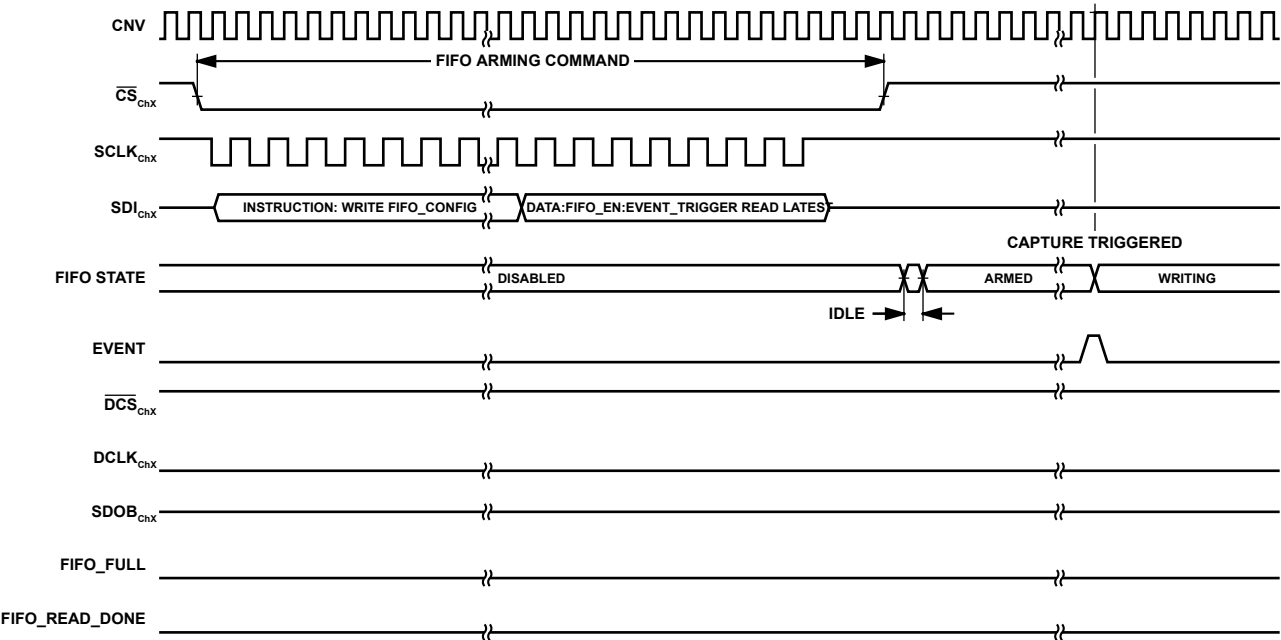 CNV
FIFO ARMING COMMAND
CS ChX
SCLK ChX
SDI ChX
INSTRUCTION: WRITE FIFO_CONFIG
DATA:FIFO_EN:EVENT_TRIGGER READ LATES
CAPTURE TRIGGERED
FIFO STATE
DISABLED
ARMED
WRITING
IDLE
EVENT
DCS ChX
DCLK ChX
SDOB ChX
FIFO_FULL
FIFO_READ_DONE